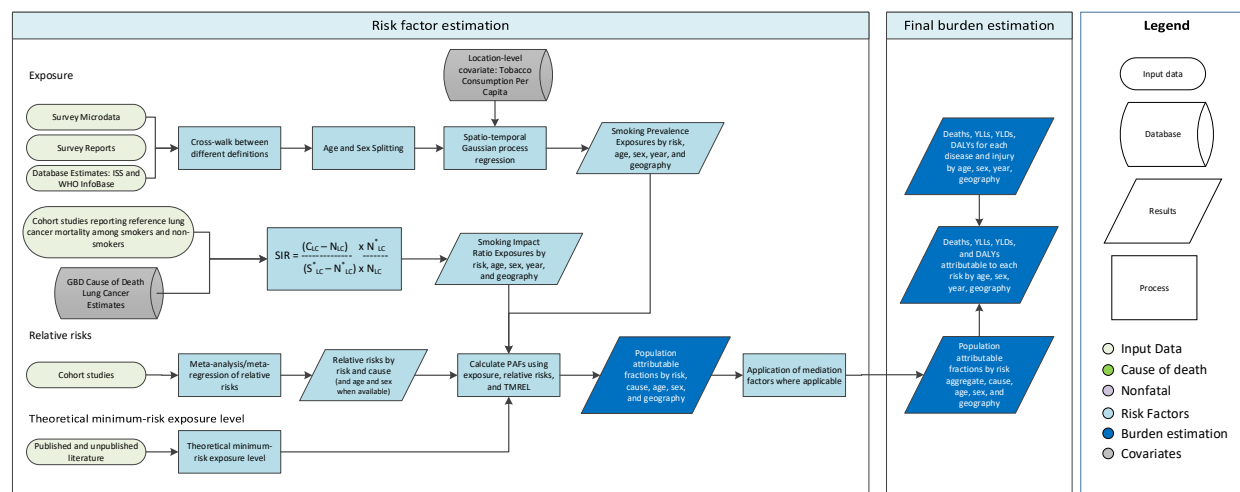 Risk factor estimation
Final burden estimation
Legend
Exposure
Location-level
covariate: Tobacco
Consumption Per
Capita
Survey Microdata
Survey Reports
Database Estimates: ISS and
WHO InfoBase
Cross-walk between
different definitions
Age and Sex Splitting
Spatio-temporal
Gaussian process
regression
Smoking Prevalence
Exposures by risk,
age, sex, year, and
geography
Cohort studies reporting reference lung
cancer mortality among smokers and non-
smokers
GBD Cause of Death
Lung Cancer
Estimates
SIR = (C_LC – N_LC) x N*_LC
--------------- -------
(S*_LC – N*_LC) x N_LC
Smoking Impact
Ratio Exposures by
risk, age, sex, year,
and geography
Relative risks
Cohort studies
Meta-analysis/meta-
regression of relative
risks
Relative risks by
risk and cause
(and age and sex
when available)
Calculate PAFs using
exposure, relative risks,
and TMREL
Population
attributable
fractions by risk,
cause, age, sex,
and geography
Application of mediation
factors where applicable
Theoretical minimum-risk exposure level
Published and unpublished
literature
Theoretical minimum-
risk exposure level
Deaths, YLLs, YLDs,
DALYs for each
disease and injury
by age, sex, year,
geography
Deaths, YLLs, YLDs,
and DALYs
attributable to each
risk by age, sex,
year, geography
Population
attributable
fractions by risk
aggregate, cause,
age, sex, and
geography
Input data
Database
Results
Process
Input Data
Cause of death
Nonfatal
Risk Factors
Burden estimation
Covariates